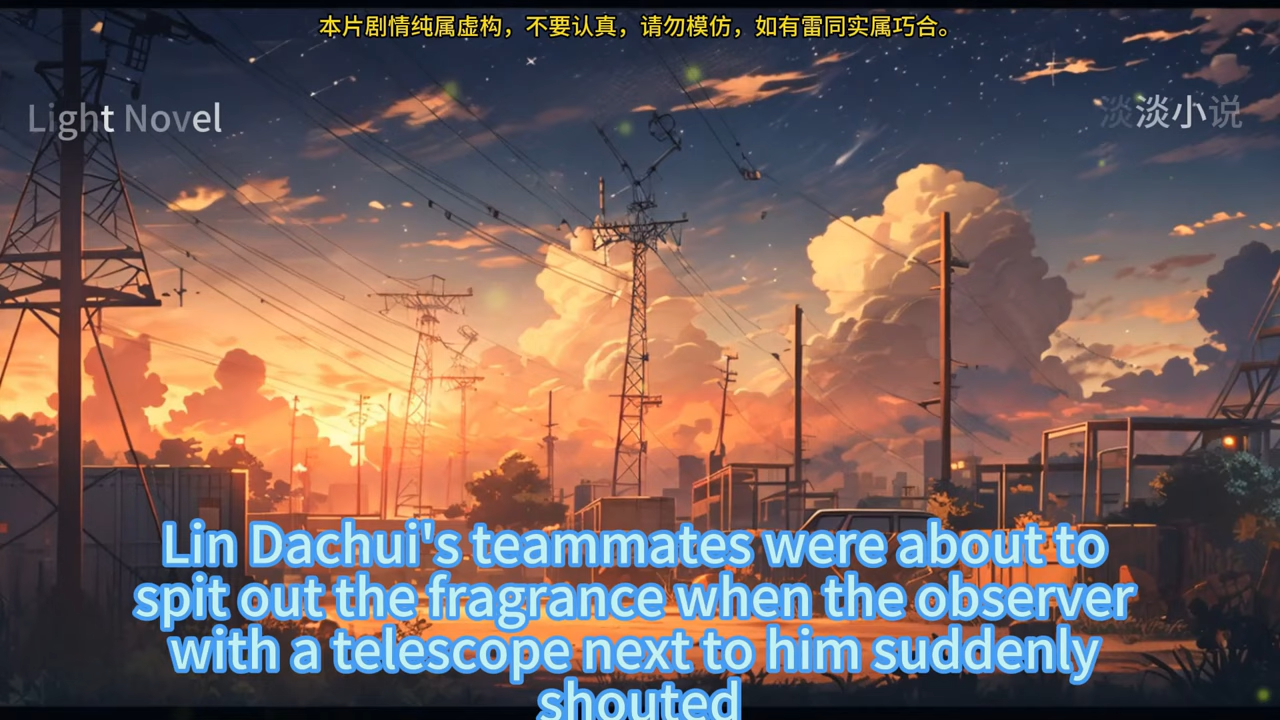 本片剧情纯属虚构，不要认真，请勿模仿，如有雷同实属巧合。
Light Novel
淡淡小说
Lin Dachui's teammates were about to
spit out the fragrance when the observer
with a telescope next to him suddenly
shouted